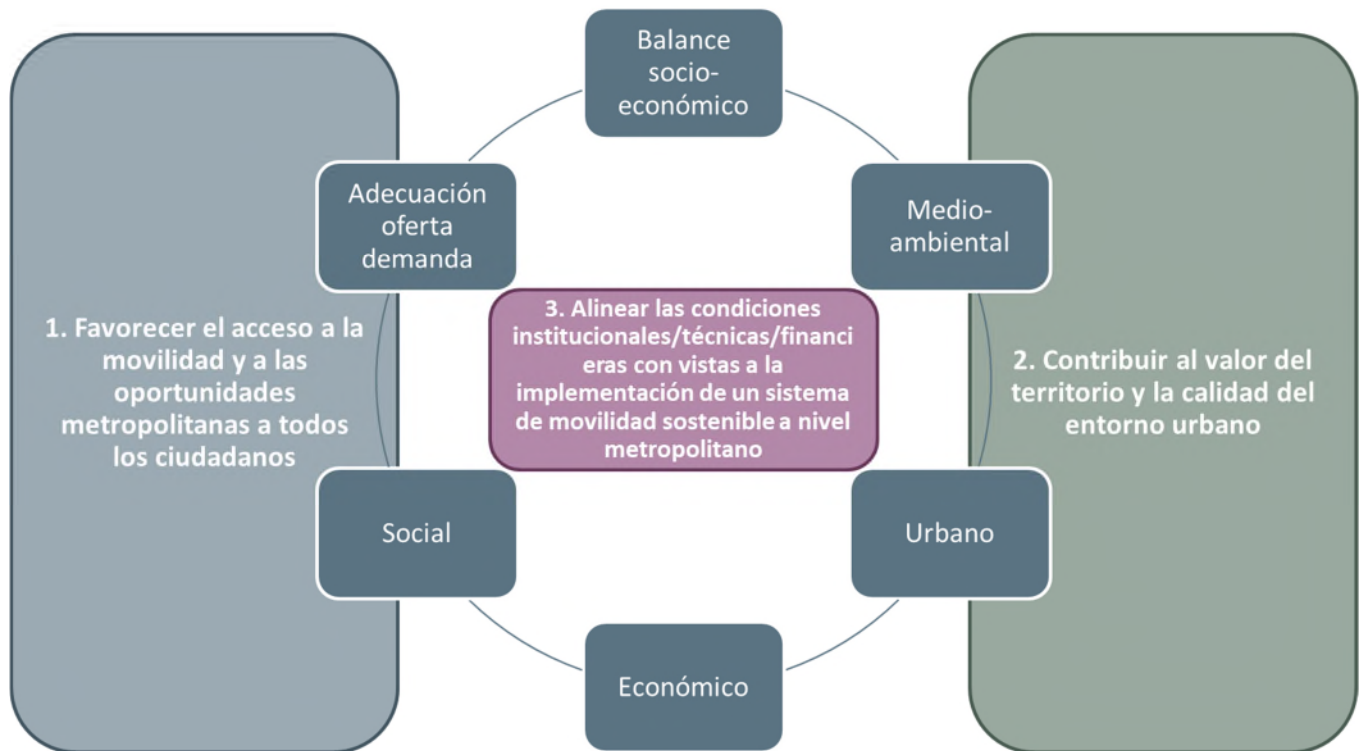 Balance
socio-
económico
Adecuación
oferta
demanda
Medio-
ambiental
1. Favorecer el acceso a la
movilidad y a las
oportunidades
metropolitanas a todos
los ciudadanos
3. Alinear las condiciones
institucionales/técnicas/financi
eras con vistas a la
implementación de un sistema
de movilidad sostenible a nivel
metropolitano
2. Contribuir al valor del
territorio y la calidad del
entorno urbano
Social
Urbano
Económico